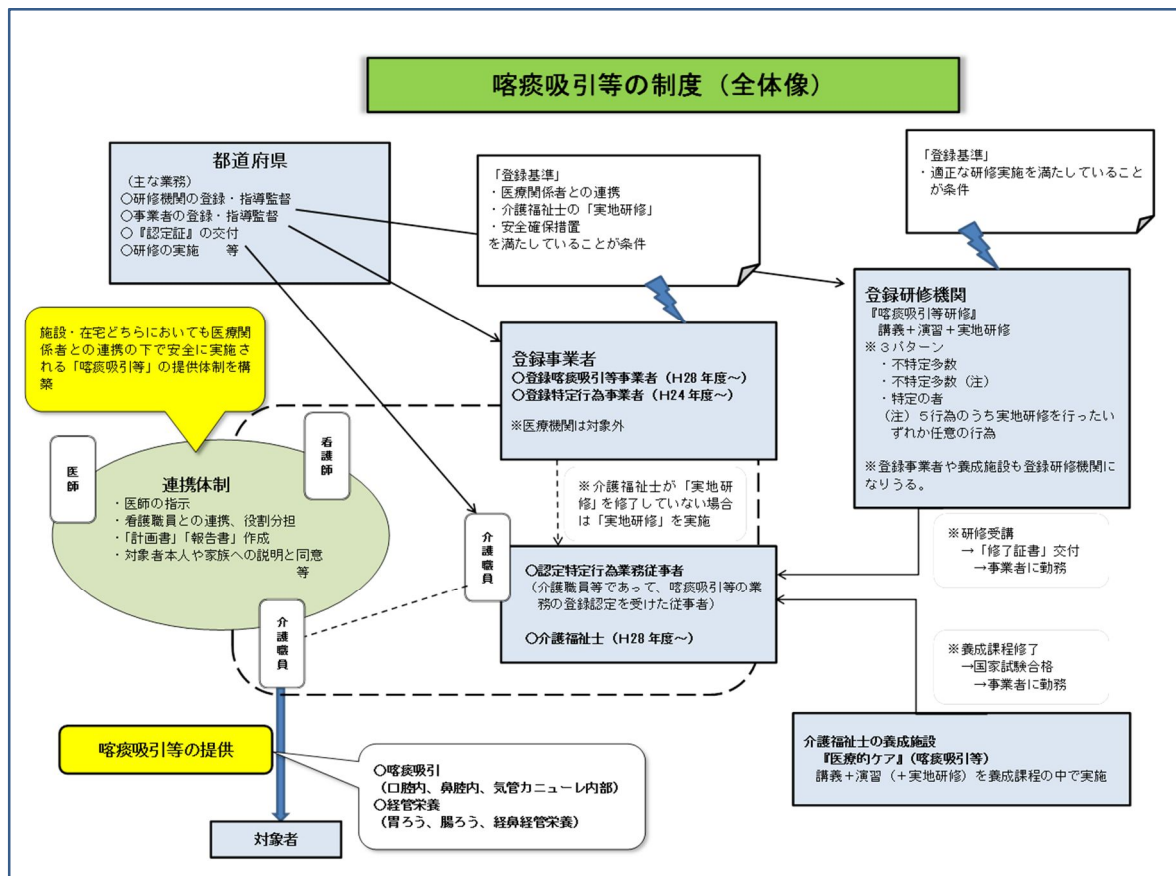 喀痰吸引等の制度（全体像）
都道府県
（主な業務）
○研修機関の登録・指導監督
○事業者の登録・指導監督
○『認定証』の交付
○研修の実施　等
「登録基準」
・医療関係者との連携
・介護福祉士の「実地研修」
・安全確保措置
を満たしていることが条件
「登録基準」
・適正な研修実施を満たしていること
が条件
施設・在宅どちらにおいても医療関
係者との連携の下で安全に実施さ
れる「喀痰吸引等」の提供体制を構
築
登録事業者
○登録喀痰吸引等事業者（H28 年度～）
○登録特定行為事業者（H24 年度～）
※医療機関は対象外
登録研修機関
『喀痰吸引等研修』
講義＋演習＋実地研修
※３パターン
・不特定多数
・不特定多数（注）
・特定の者
（注）５行為のうち実地研修を行ったい
ずれか任意の行為
※登録事業者や養成施設も登録研修機関に
なりうる。
医師
看護師
連携体制
・医師の指示
・看護職員との連携、役割分担
・「計画書」「報告書」作成
・対象者本人や家族への説明と同意
等
介護職員
※介護福祉士が「実地研
修」を修了していない場合
は「実地研修」を実施
介護職員
○認定特定行為業務従事者
（介護職員等であって、喀痰吸引等の業
務の登録認定を受けた従事者）
○介護福祉士（H28 年度～）
※研修受講
→「修了証書」交付
→事業者に勤務
※養成課程修了
→国家試験合格
→事業者に勤務
介護福祉士の養成施設
『医療的ケア』（喀痰吸引等）
講義＋演習（＋実地研修）を養成課程の中で実施
喀痰吸引等の提供
○喀痰吸引
（口腔内、鼻腔内、気管カニューレ内部）
○経管栄養
（胃ろう、腸ろう、経鼻経管栄養）
対象者